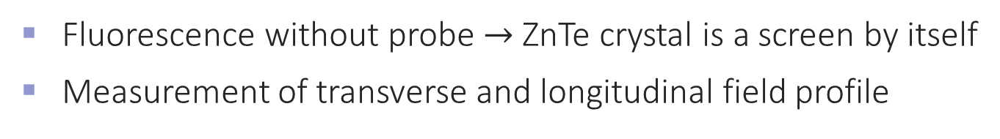 ▪ Fluorescence without probe → ZnTe crystal is a screen by itself
▪ Measurement of transverse and longitudinal field profile